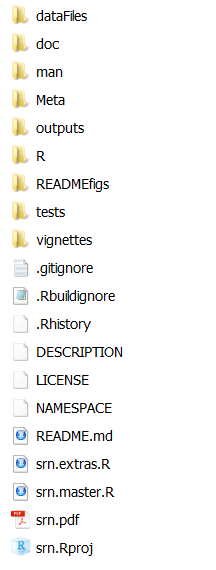 dataFiles
doc
man
Meta
outputs
R
READMEfigs
tests
vignettes
.gitignore
.Rbuildignore
.Rhistory
DESCRIPTION
LICENSE
NAMESPACE
README.md
srn.extras.R
srn.master.R
srn.pdf
srn.Rproj